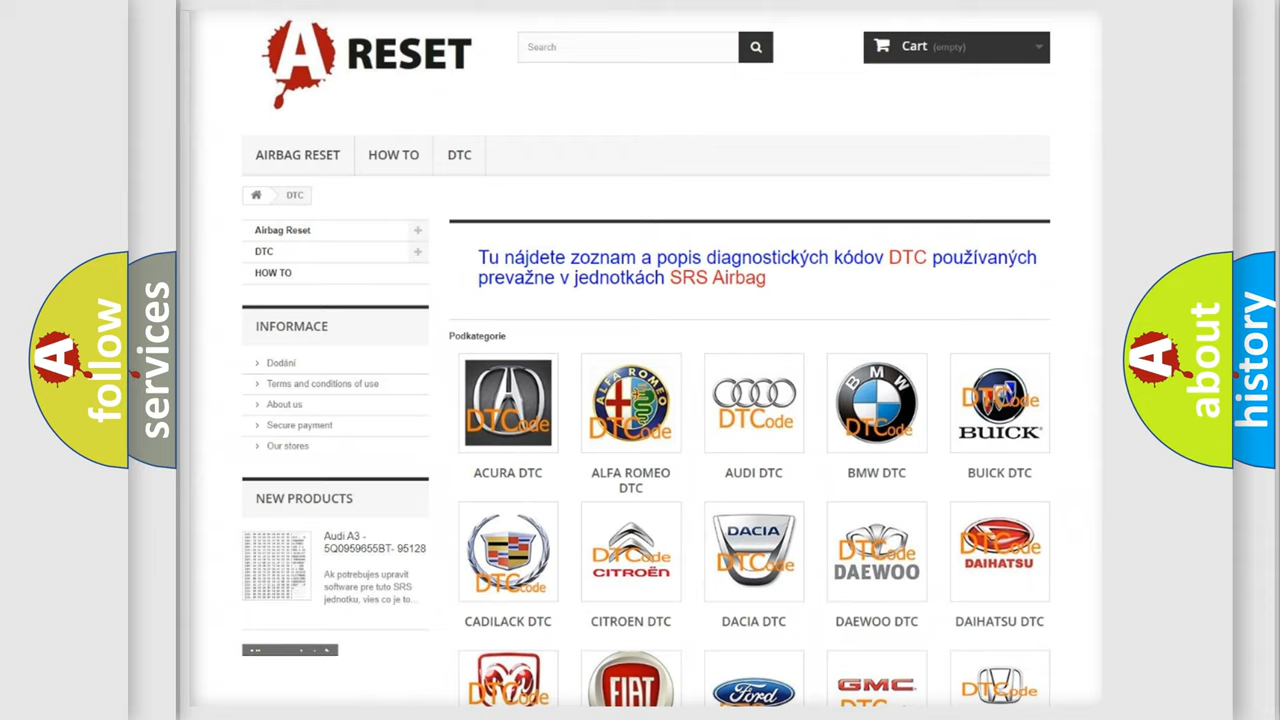 A RESET
Search
Cart (empty)
AIRBAG RESET
HOW TO
DTC
DTC
Airbag Reset
DTC
HOW TO
Tu nájdete zoznam a popis diagnostických kódov DTC používaných
prevažne v jednotkách SRS Airbag
INFORMACE
Dodání
Terms and conditions of use
About us
Secure payment
Our stores
NEW PRODUCTS
Audi A3 -
5Q0959655BT- 95128
Ak potrebujes upravit
software pre tuto SRS
jednotku, vies co je to...
Podkategorie
DTCode
ALFA ROMEO
DTCode
DTCode
BMW
DTCode
DTCode
BUICK
ACURA DTC
ALFA ROMEO
DTC
AUDI DTC
BMW DTC
BUICK DTC
DTCode
DTCode
CITROËN
DACIA
DTCode
DTCode
DAEWOO
DTCode
DAIHATSU
CADILACK DTC
CITROEN DTC
DACIA DTC
DAEWOO DTC
DAIHATSU DTC
DTCode
FIAT
Ford
GMC
DTCode
A follow
services
A about
history